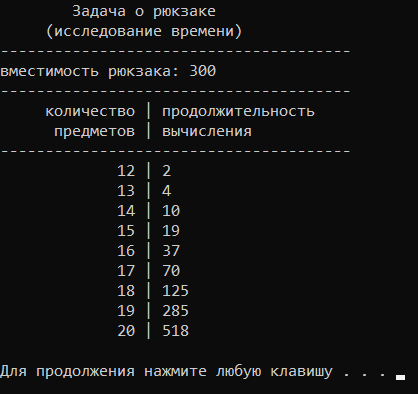 Задача о рюкзаке
(исследование времени)
---------------------------------------
вместимость рюкзака: 300
---------------------------------------
количество | продолжительность
предметов | вычисления
---------------------------------------
12 | 2
13 | 4
14 | 10
15 | 19
16 | 37
17 | 70
18 | 125
19 | 285
20 | 518
Для продолжения нажмите любую клавишу . . .